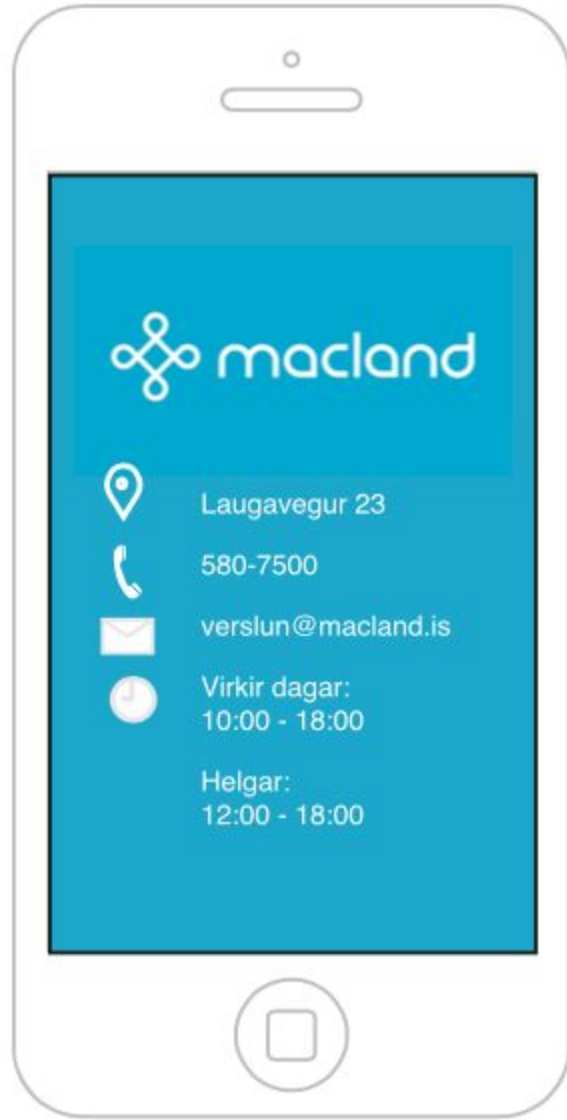 macland
Laugavegur 23
580-7500
verslun@macland.is
Virkir dagar:
10:00 - 18:00
Helgar:
12:00 - 18:00